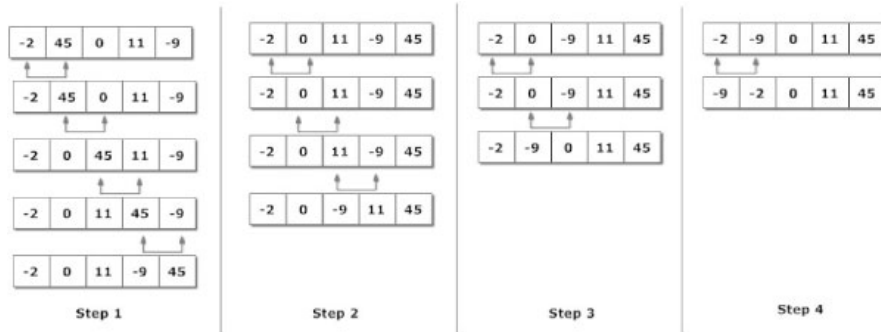 -2 45 0 11 -9
-2 45 0 11 -9
-2 0 45 11 -9
-2 0 11 45 -9
-2 0 11 -9 45
Step 1
-2 0 11 -9 45
-2 0 11 -9 45
-2 0 11 -9 45
-2 0 -9 11 45
Step 2
-2 0 -9 11 45
-2 0 -9 11 45
-2 -9 0 11 45
Step 3
-2 -9 0 11 45
-9 -2 0 11 45
Step 4